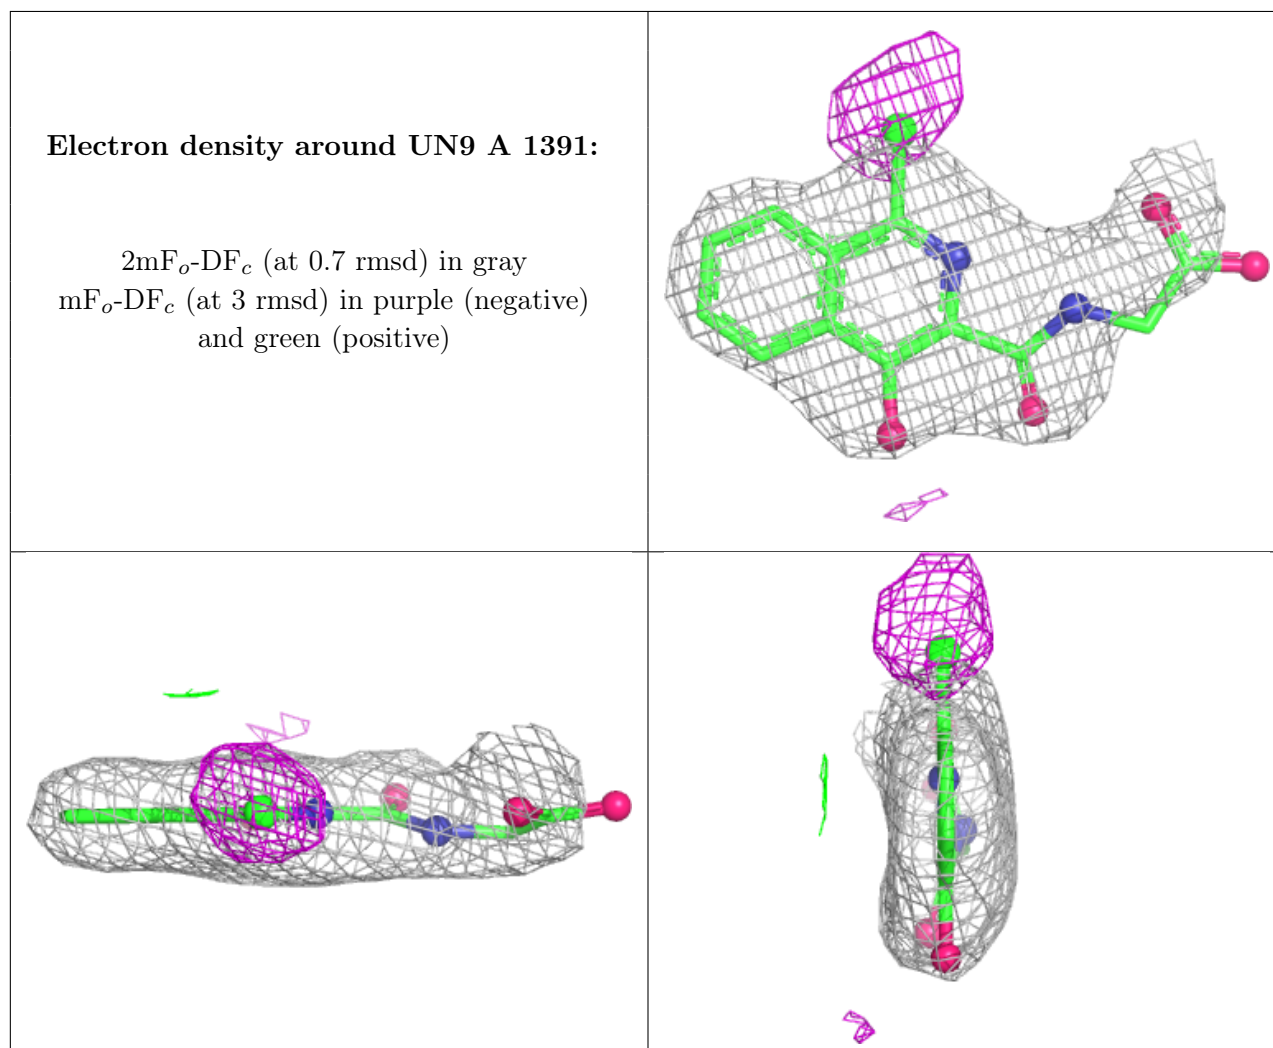 Electron density around UN9 A 1391:
2mFₒ-DF𝒸 (at 0.7 rmsd) in gray
mFₒ-DF𝒸 (at 3 rmsd) in purple (negative)
and green (positive)